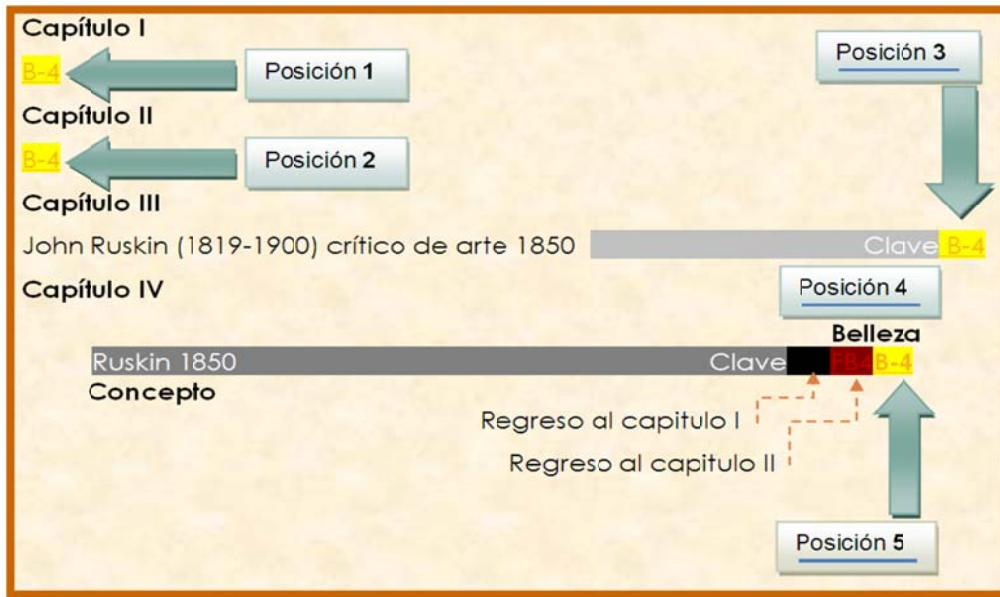 Capítulo I
B-4
Posición 1
Capítulo II
B-4
Posición 2
Posición 3
Capítulo III
John Ruskin (1819-1900) crítico de arte 1850
Clave B-4
Capítulo IV
Posición 4
Belleza
Ruskin 1850 Clave EB4 B-4
Concepto
Regreso al capitulo I
Regreso al capitulo II
Posición 5